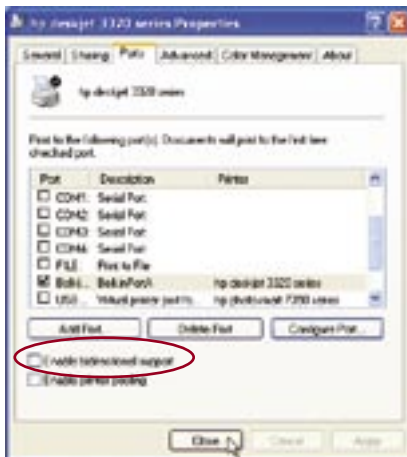 hp deskjet 3320 series Properties
General Sharing Ports Advanced Color Management About
hp deskjet 3320 series
Print to the following port(s). Documents will print to the first free
checked port.
Port Description Printer
COM1: Serial Port
COM2: Serial Port
COM3: Serial Port
COM4: Serial Port
FILE: Print to File
Belki... BelkinPortA hp deskjet 3320 series
USB... Virtual printer port fo... hp photosmart 7350 series
Add Port... Delete Port Configure Port...
Enable bidirectional support
Enable printer pooling
Close Cancel Apply